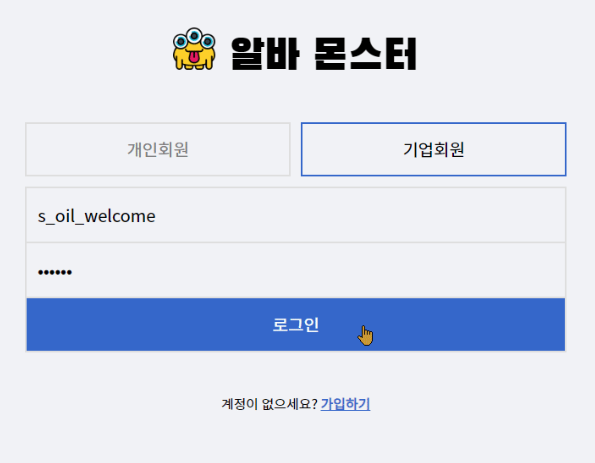 알바 몬스터
개인회원 기업회원
s_oil_welcome
••••••
로그인
계정이 없으세요? 가입하기